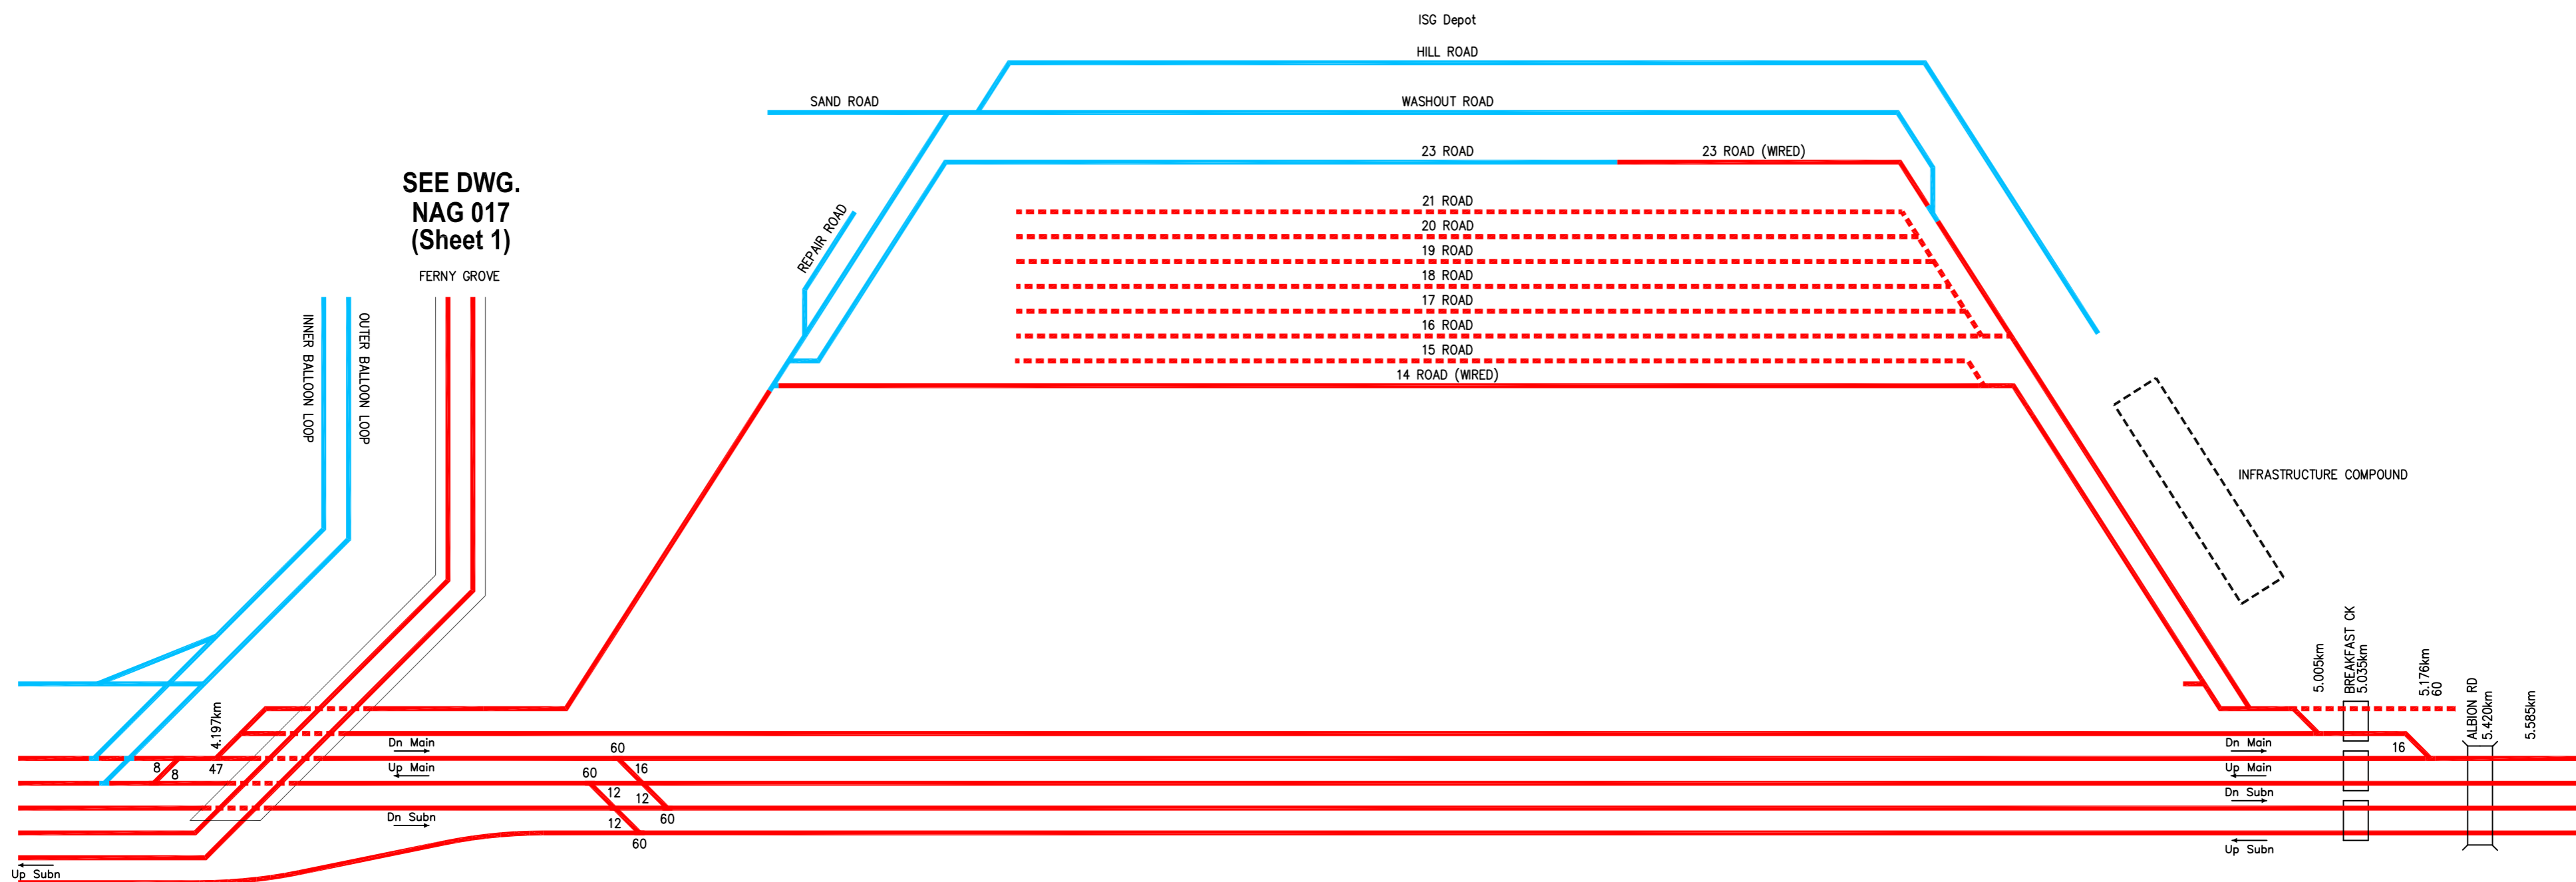 ISG Depot
HILL ROAD
SAND ROAD
WASHOUT ROAD
23 ROAD
23 ROAD (WIRED)
SEE DWG.
NAG 017
(Sheet 1)
FERNY GROVE
REPAIR ROAD
21 ROAD
20 ROAD
19 ROAD
18 ROAD
17 ROAD
16 ROAD
15 ROAD
14 ROAD (WIRED)
INNER BALLOON LOOP
OUTER BALLOON LOOP
INFRASTRUCTURE COMPOUND
4.197km
5.005km
BREAKFAST CK
5.035km
5.176km
60
ALBION RD
5.420km
5.585km
Dn Main
60
Dn Main
16
8
8
47
Up Main
60
16
Up Main
12
12
Dn Subn
Dn Subn
12
60
60
Up Subn
Up Subn